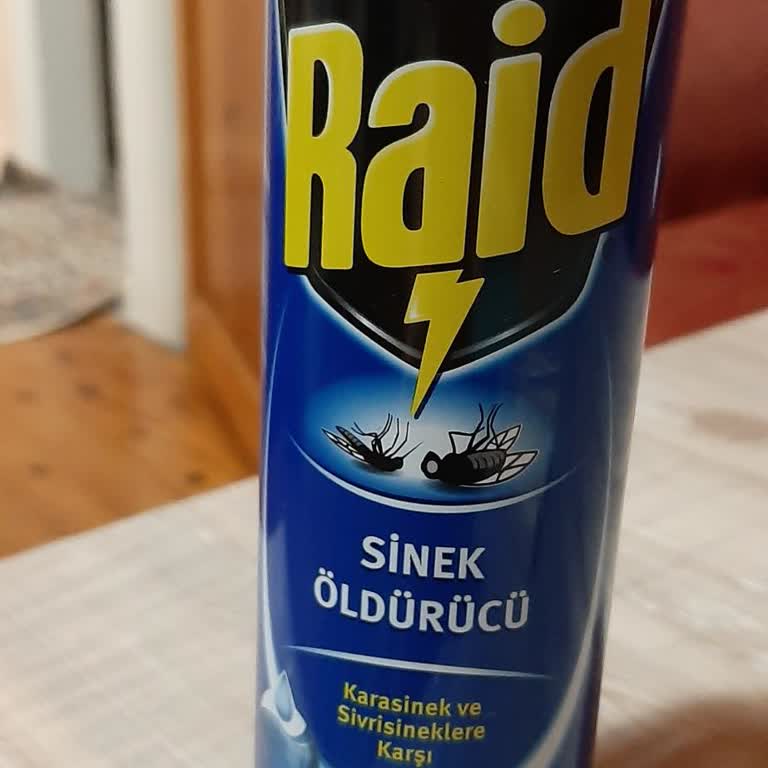 Raid
SİNEK
ÖLDÜRÜCÜ
Karasinek ve
Sivrisineklere
Karşı